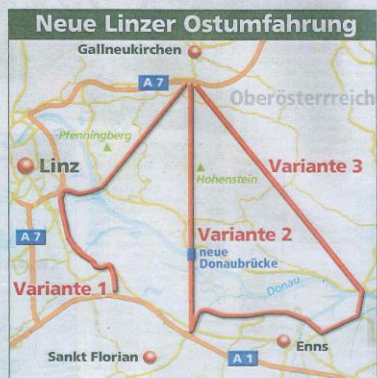 Neue Linzer Ostumfahrung
Gallneukirchen
A 7
Oberösterrreich
Pfenningberg
Linz
Hohenstein
Variante 3
A 7
Variante 2
neue
Donaubrücke
Variante 1
Donau
Enns
Sankt Florian
A 1